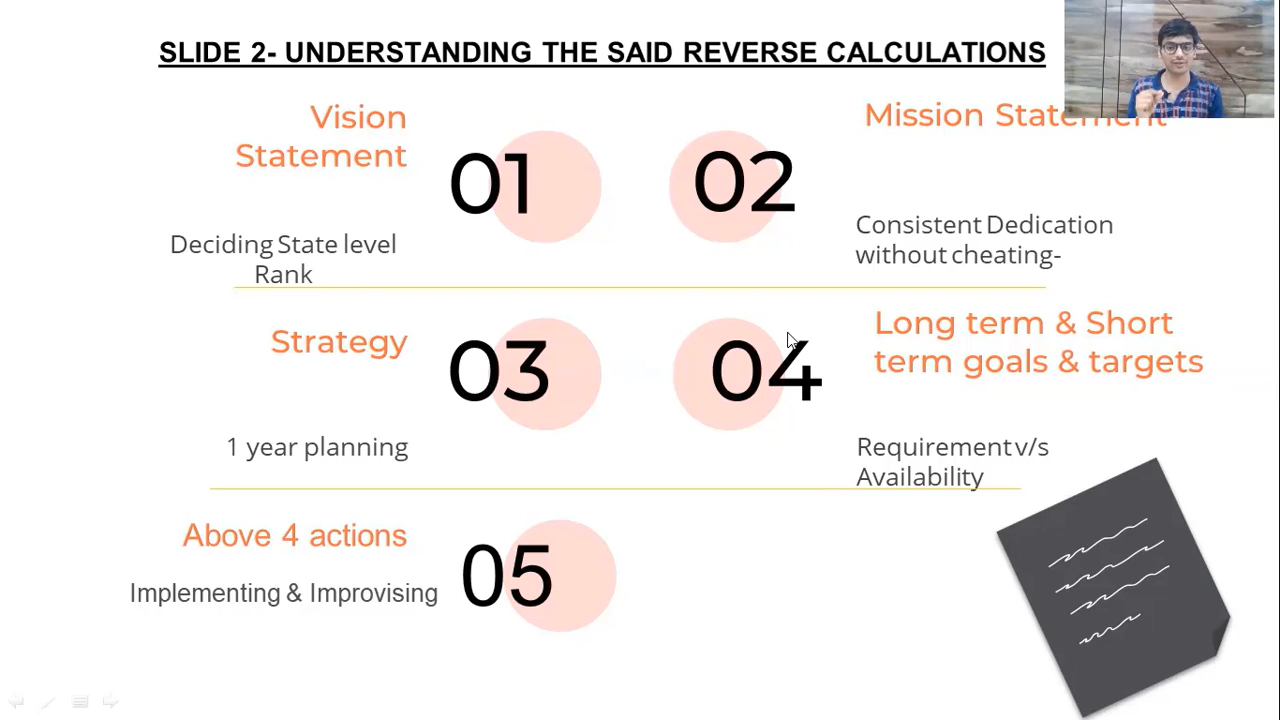 SLIDE 2- UNDERSTANDING THE SAID REVERSE CALCULATIONS
Vision
Statement
01
Deciding State level
Rank
Mission Statement
02
Consistent Dedication
without cheating-
Strategy
03
1 year planning
Long term & Short
term goals & targets
04
Requirement v/s
Availability
Above 4 actions
05
Implementing & Improvising